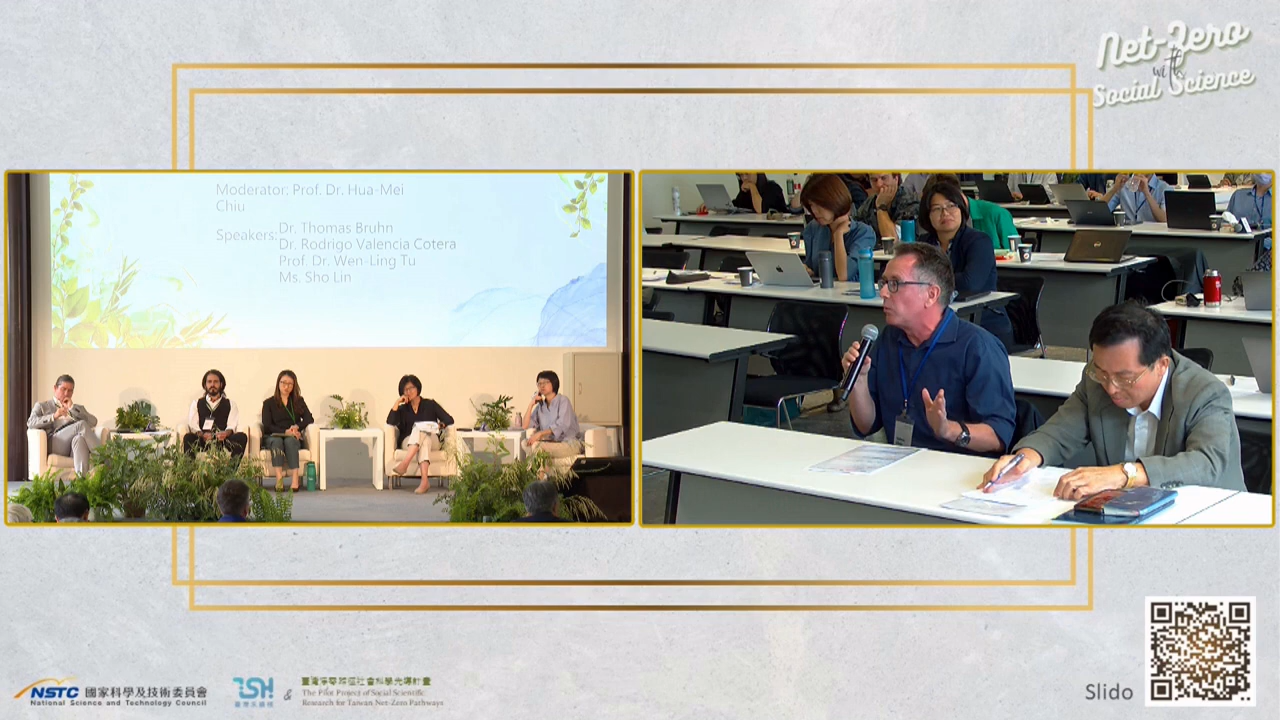 Net-Zero
with
Social Science
Moderator: Prof. Dr. Hua-Mei
Chiu
Speakers:
Dr. Thomas Bruhn
Dr. Rodrigo Valencia Cotera
Prof. Dr. Wen-Ling Tu
Ms. Sho Lin
NSTC 國家科學及技術委員會
National Science and Technology Council
TSH
&
臺灣淨零路徑社會科學先導計畫
The Pilot Project of Social Scientific
Research for Taiwan Net-Zero Pathways
Slido